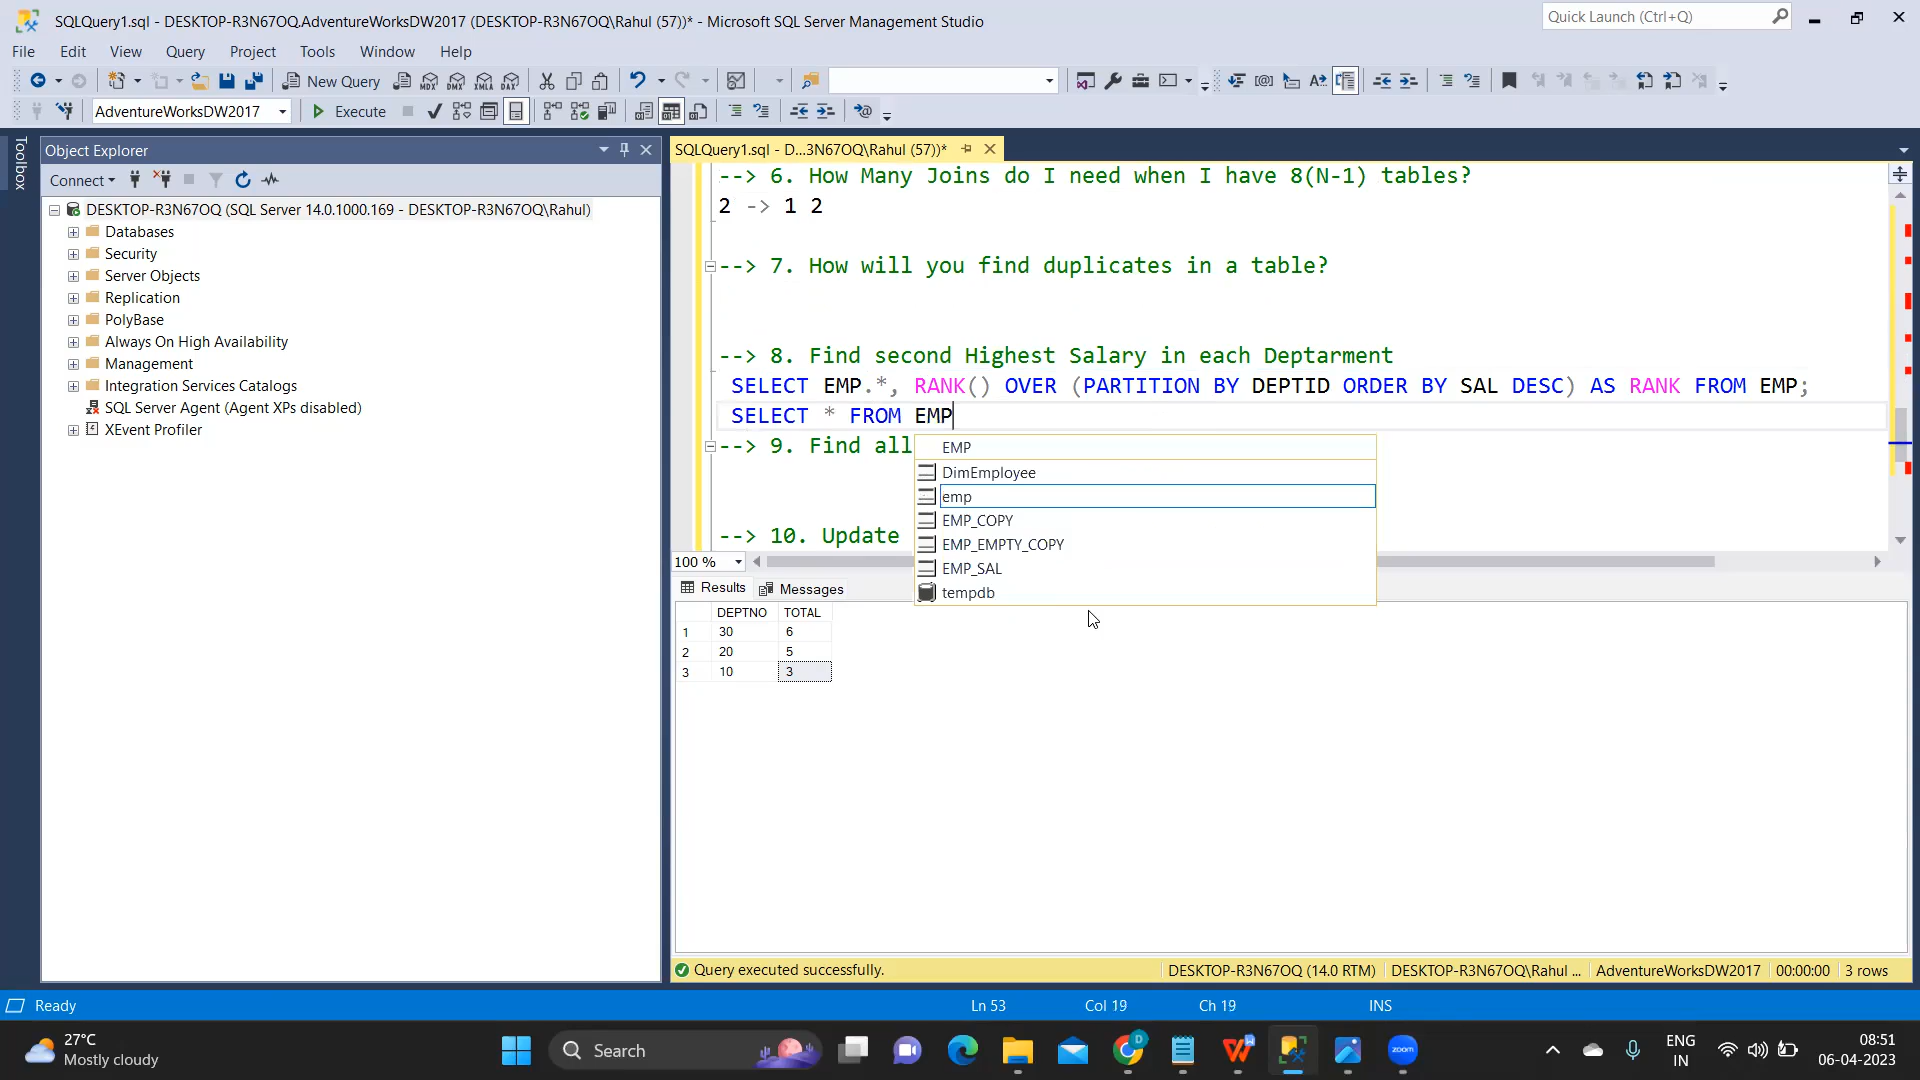 SQLQuery1.sql - DESKTOP-R3N67OQ.AdventureWorksDW2017 (DESKTOP-R3N67OQ\Rahul (57))* - Microsoft SQL Server Management Studio
Quick Launch (Ctrl+Q)
File Edit View Query Project Tools Window Help
New Query
AdventureWorksDW2017
Execute
Toolbox
Object Explorer
Connect
DESKTOP-R3N67OQ (SQL Server 14.0.1000.169 - DESKTOP-R3N67OQ\Rahul)
Databases
Security
Server Objects
Replication
PolyBase
Always On High Availability
Management
Integration Services Catalogs
SQL Server Agent (Agent XPs disabled)
XEvent Profiler
SQLQuery1.sql - D...3N67OQ\Rahul (57))*
--> 6. How Many Joins do I need when I have 8(N-1) tables?
2 -> 1 2
--> 7. How will you find duplicates in a table?
--> 8. Find second Highest Salary in each Deptarment
SELECT EMP.*, RANK() OVER (PARTITION BY DEPTID ORDER BY SAL DESC) AS RANK FROM EMP;
SELECT * FROM EMP
--> 9. Find all
EMP
DimEmployee
emp
EMP_COPY
EMP_EMPTY_COPY
EMP_SAL
tempdb
--> 10. Update
100 %
Results Messages
DEPTNO TOTAL
1 30 6
2 20 5
3 10 3
Query executed successfully.
DESKTOP-R3N67OQ (14.0 RTM) DESKTOP-R3N67OQ\Rahul ... AdventureWorksDW2017 00:00:00 3 rows
Ready
Ln 53 Col 19 Ch 19 INS
27°C
Mostly cloudy
Search
D
zoom
ENG
IN
08:51
06-04-2023